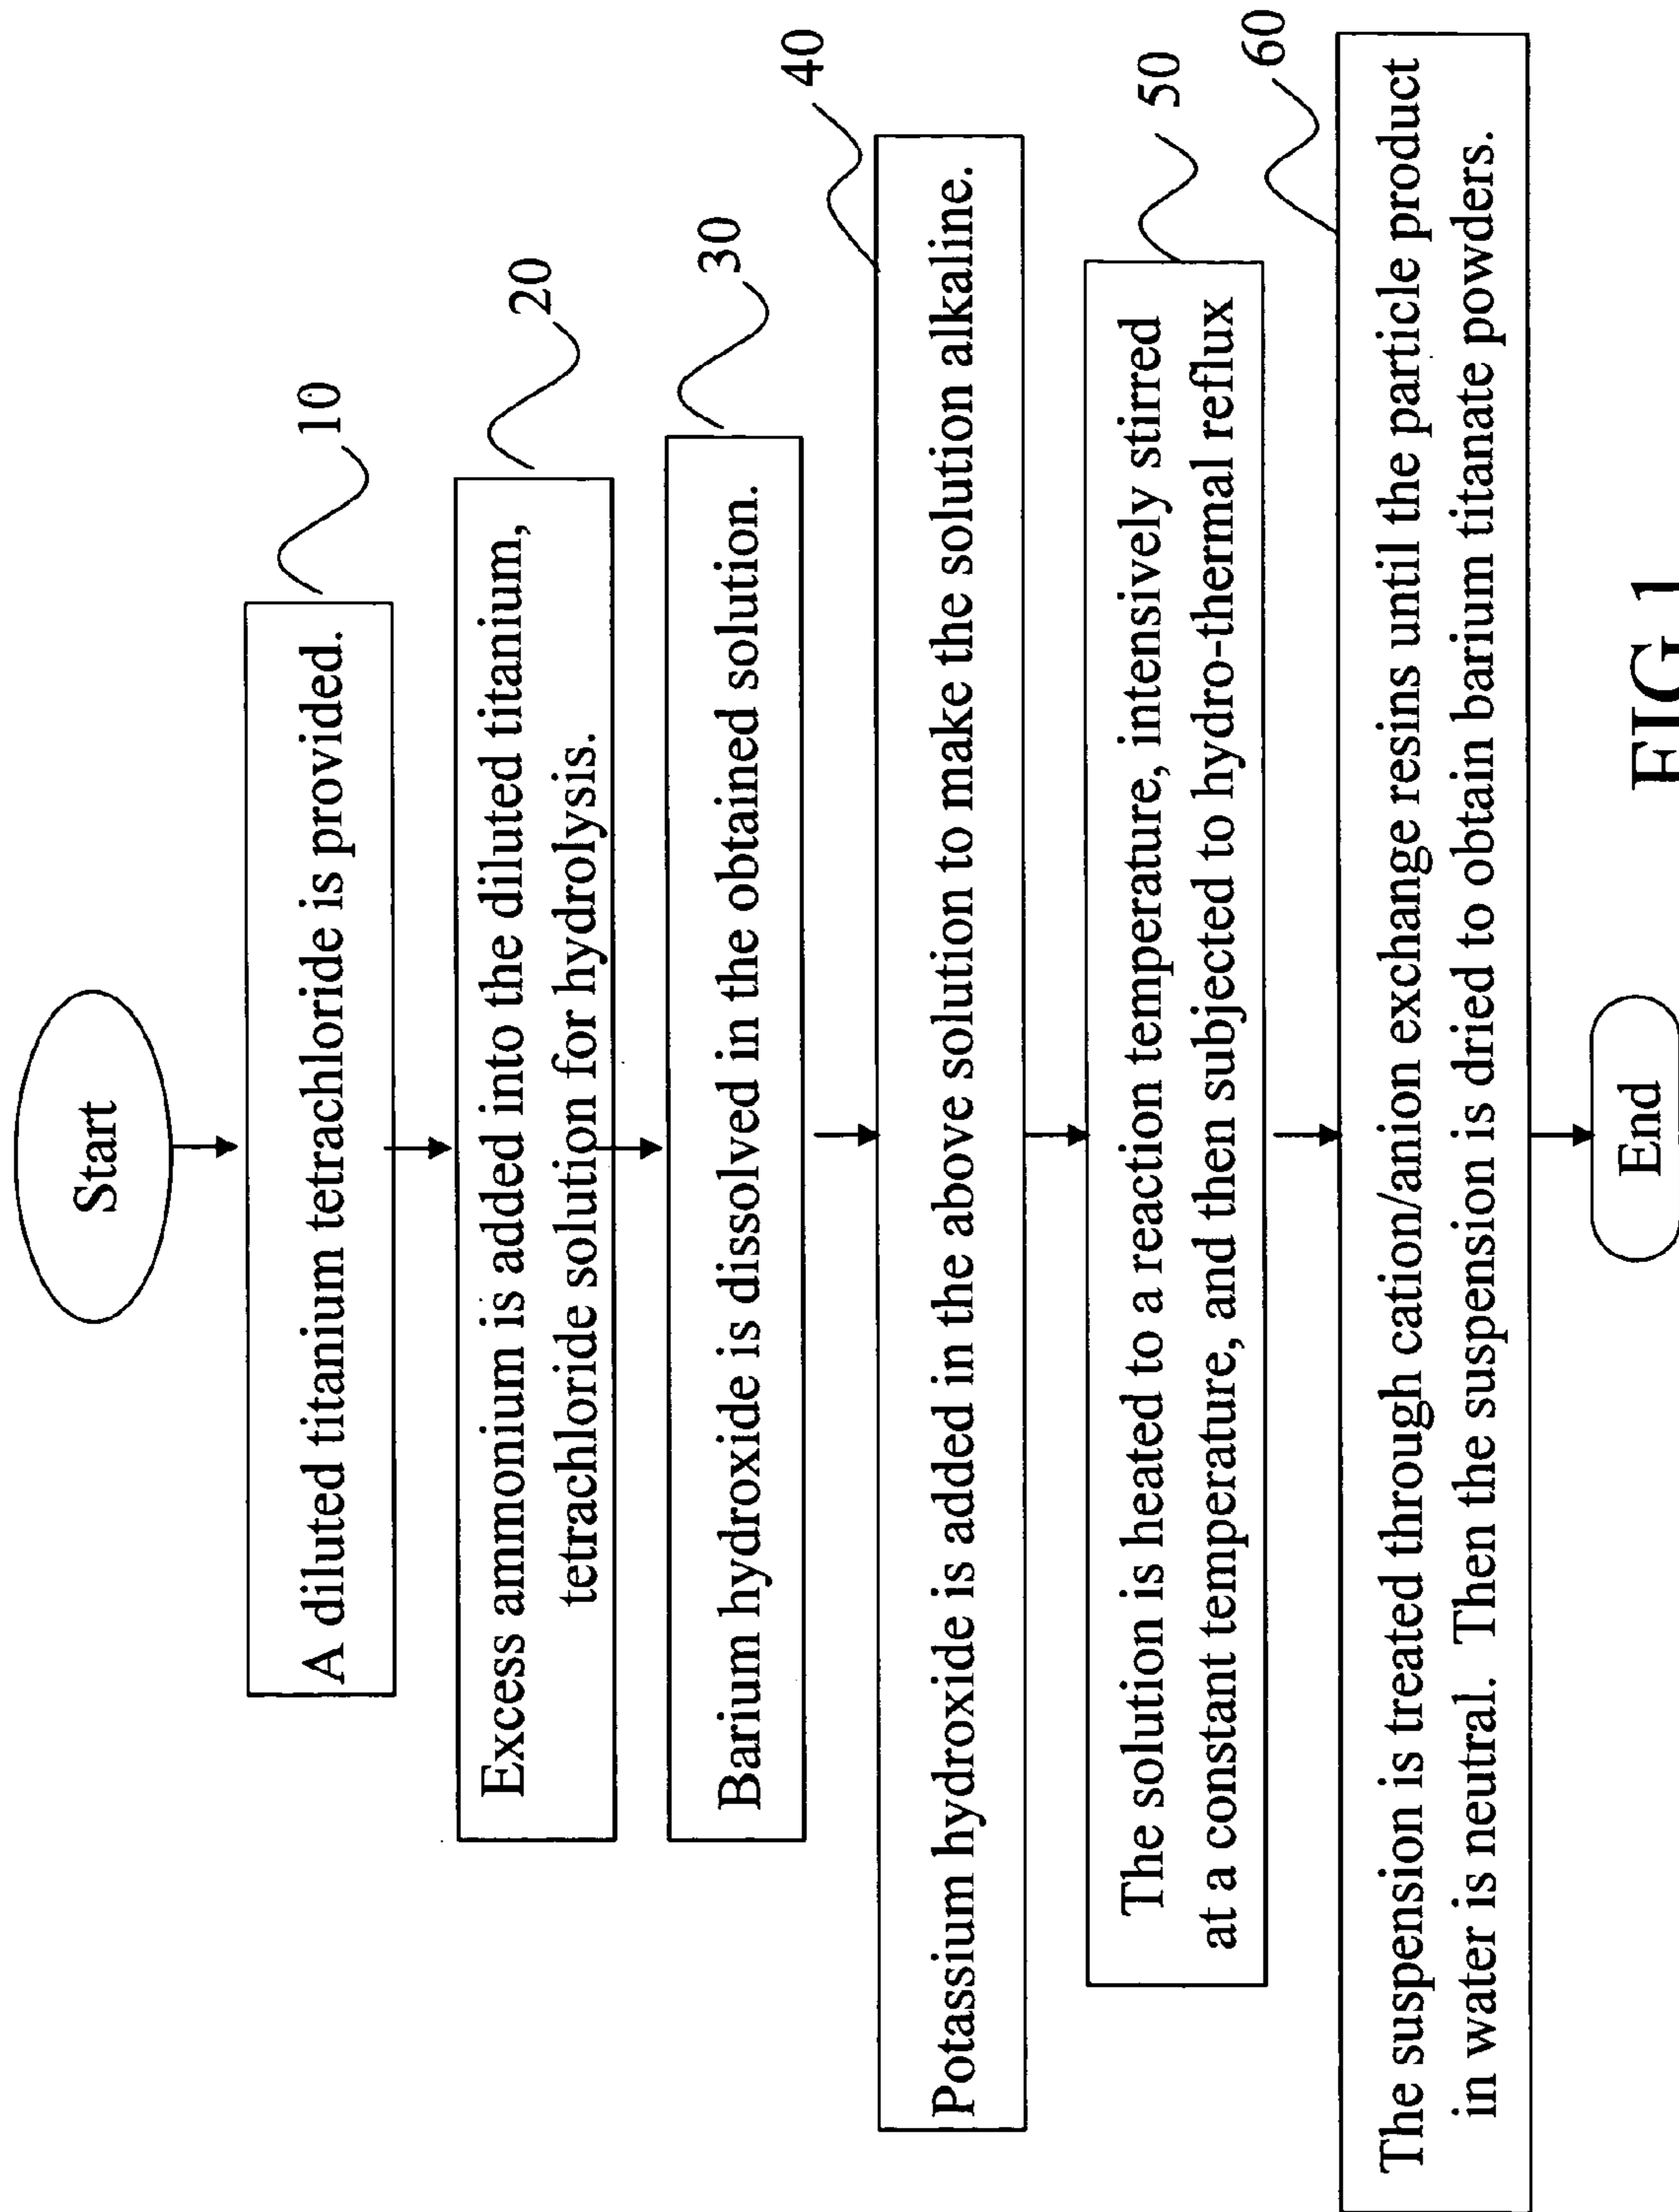 Start
A diluted titanium tetrachloride is provided.
10
Excess ammonium is added into the diluted titanium,
tetrachloride solution for hydrolysis.
20
Barium hydroxide is dissolved in the obtained solution.
30
Potassium hydroxide is added in the above solution to make the solution alkaline.
40
The solution is heated to a reaction temperature, intensively stirred
at a constant temperature, and then subjected to hydro-thermal reflux
50
The suspension is treated through cation/anion exchange resins until the particle product
in water is neutral. Then the suspension is dried to obtain barium titanate powders.
60
End
FIG 1